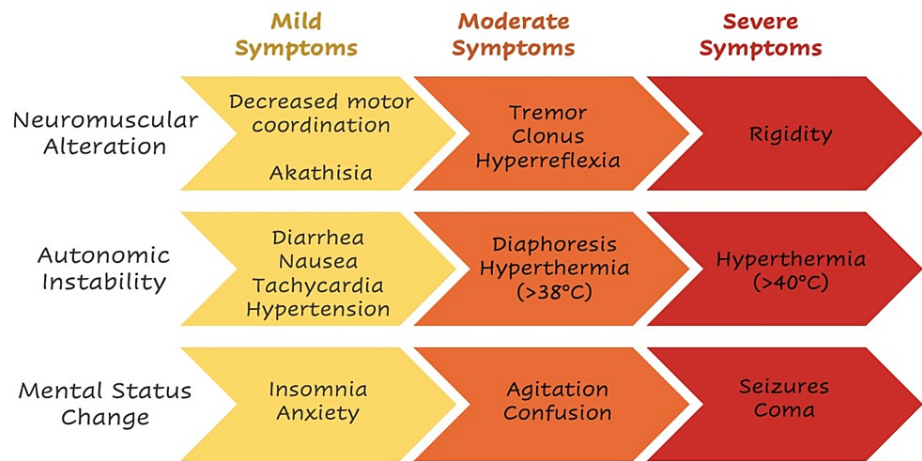 Mild
Symptoms
Moderate
Symptoms
Severe
Symptoms
Neuromuscular
Alteration
Decreased motor
coordination
Akathisia
Tremor
Clonus
Hyperreflexia
Rigidity
Autonomic
Instability
Diarrhea
Nausea
Tachycardia
Hypertension
Diaphoresis
Hyperthermia
(>38°C)
Hyperthermia
(>40°C)
Mental Status
Change
Insomnia
Anxiety
Agitation
Confusion
Seizures
Coma